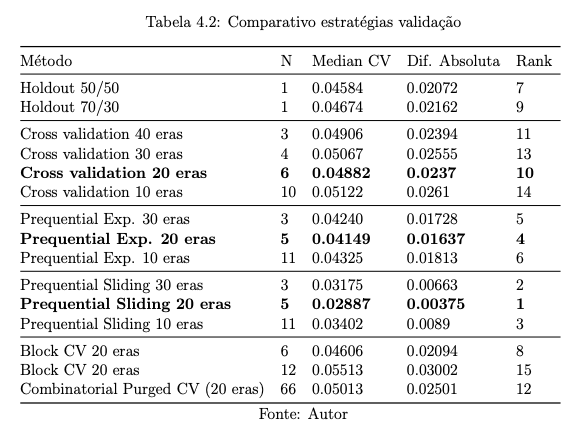 Tabela 4.2: Comparativo estratégias validação
Método N Median CV Dif. Absoluta Rank
Holdout 50/50 1 0.04584 0.02072 7
Holdout 70/30 1 0.04674 0.02162 9
Cross validation 40 eras 3 0.04906 0.02394 11
Cross validation 30 eras 4 0.05067 0.02555 13
Cross validation 20 eras 6 0.04882 0.0237 10
Cross validation 10 eras 10 0.05122 0.0261 14
Prequential Exp. 30 eras 3 0.04240 0.01728 5
Prequential Exp. 20 eras 5 0.04149 0.01637 4
Prequential Exp. 10 eras 11 0.04325 0.01813 6
Prequential Sliding 30 eras 3 0.03175 0.00663 2
Prequential Sliding 20 eras 5 0.02887 0.00375 1
Prequential Sliding 10 eras 11 0.03402 0.0089 3
Block CV 20 eras 6 0.04606 0.02094 8
Block CV 20 eras 12 0.05513 0.03002 15
Combinatorial Purged CV (20 eras) 66 0.05013 0.02501 12
Fonte: Autor